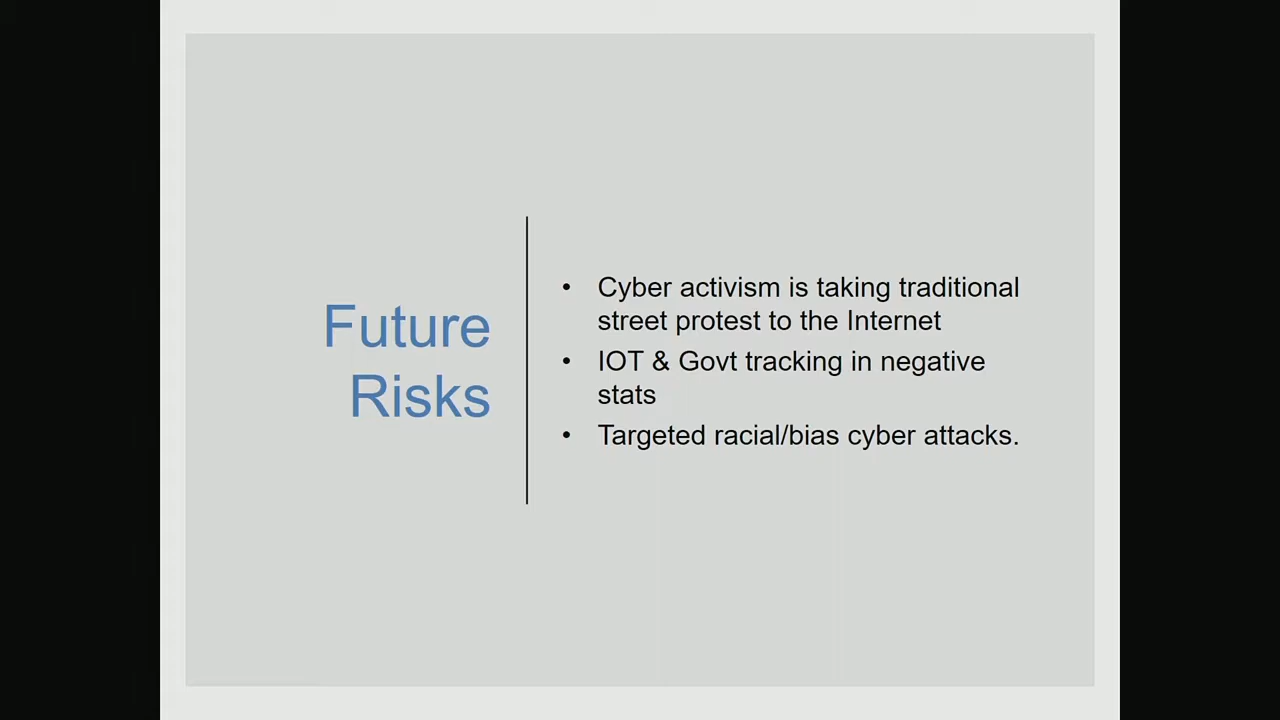 Future
Risks
• Cyber activism is taking traditional
street protest to the Internet
• IOT & Govt tracking in negative
stats
• Targeted racial/bias cyber attacks.